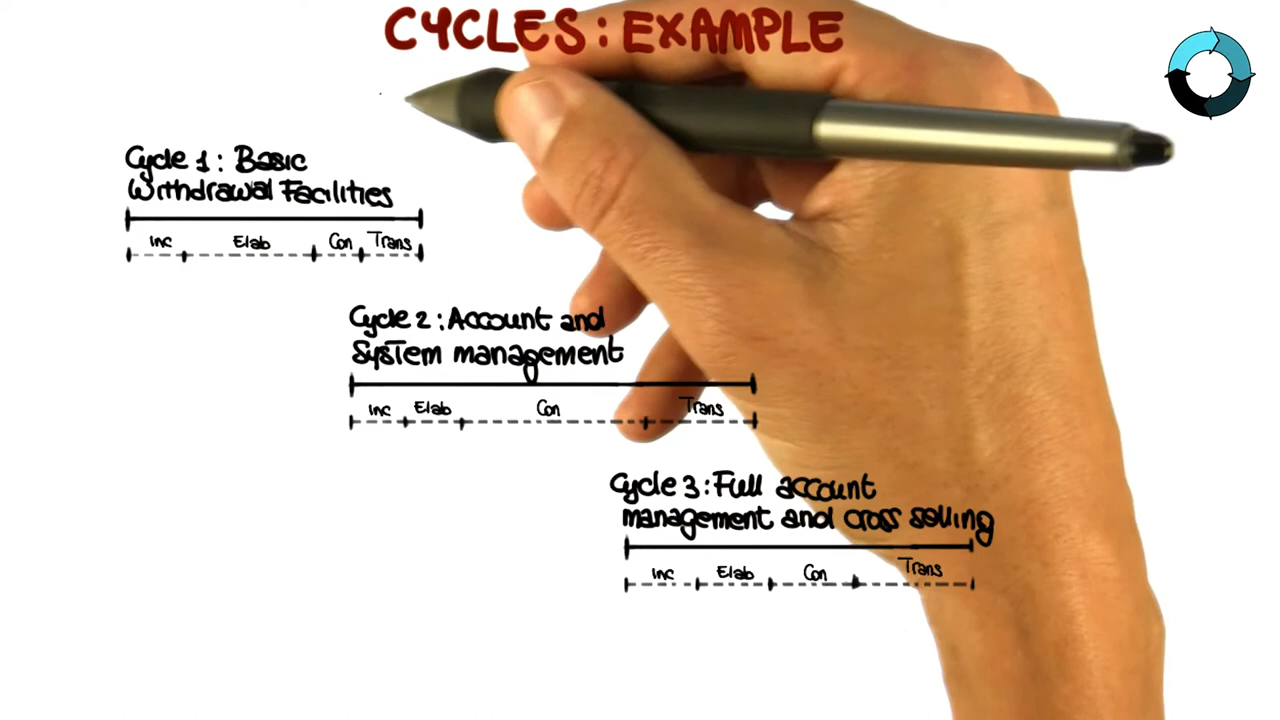 CYCLES: EXAMPLE
Cycle 1: Basic
Withdrawal Facilities
Inc Elab Con Trans
Cycle 2: Account and
System management
Inc Elab Con Trans
Cycle 3: Full account
management and cross selling
Inc Elab Con Trans